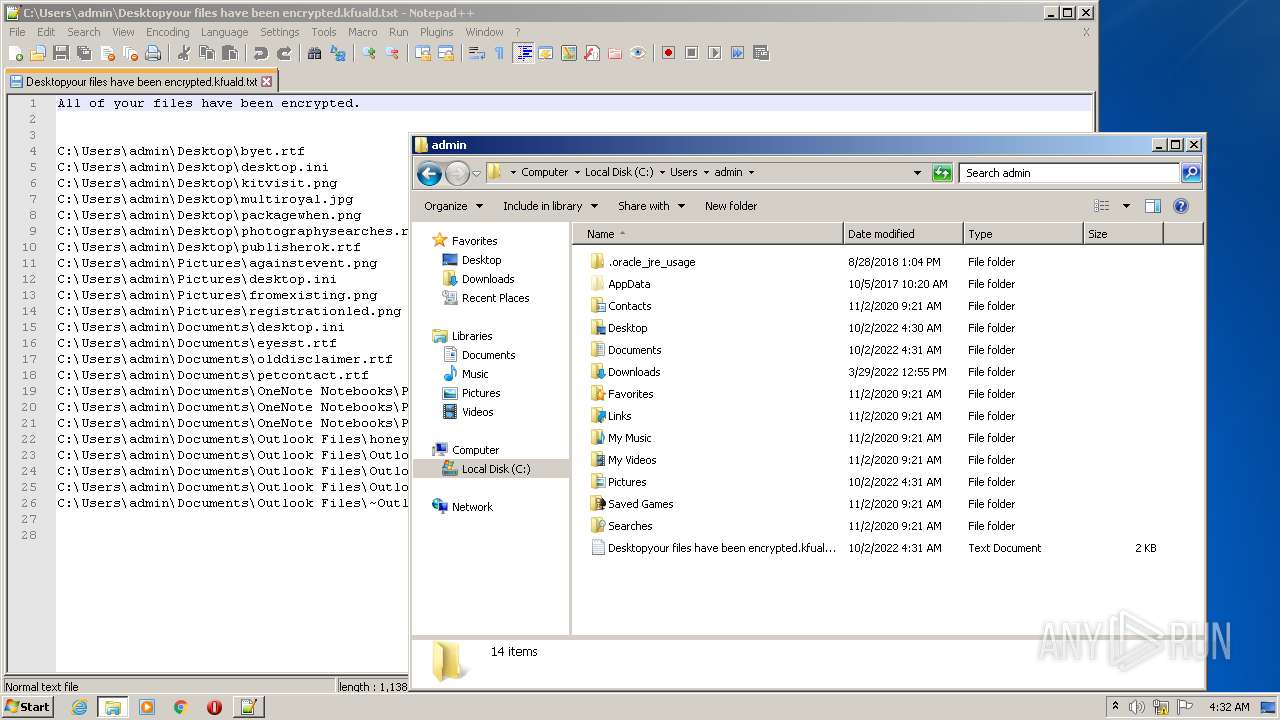 C:\Users\admin\Desktopyour files have been encrypted.kfuald.txt - Notepad++
File Edit Search View Encoding Language Settings Tools Macro Run Plugins Window ? X
Desktopyour files have been encrypted.kfuald.txt
1 All of your files have been encrypted.
2
3
4 C:\Users\admin\Desktop\byet.rtf
5 C:\Users\admin\Desktop\desktop.ini
6 C:\Users\admin\Desktop\kitvisit.png
7 C:\Users\admin\Desktop\multiroyal.jpg
8 C:\Users\admin\Desktop\packagewhen.png
9 C:\Users\admin\Desktop\photographysearches.r
10 C:\Users\admin\Desktop\publisherok.rtf
11 C:\Users\admin\Pictures\againstevent.png
12 C:\Users\admin\Pictures\desktop.ini
13 C:\Users\admin\Pictures\fromexisting.png
14 C:\Users\admin\Pictures\registrationled.png
15 C:\Users\admin\Documents\desktop.ini
16 C:\Users\admin\Documents\eyesst.rtf
17 C:\Users\admin\Documents\olddisclaimer.rtf
18 C:\Users\admin\Documents\petcontact.rtf
19 C:\Users\admin\Documents\OneNote Notebooks\P
20 C:\Users\admin\Documents\OneNote Notebooks\P
21 C:\Users\admin\Documents\OneNote Notebooks\P
22 C:\Users\admin\Documents\Outlook Files\honey
23 C:\Users\admin\Documents\Outlook Files\Outlo
24 C:\Users\admin\Documents\Outlook Files\Outlo
25 C:\Users\admin\Documents\Outlook Files\Outlo
26 C:\Users\admin\Documents\Outlook Files\~Outl
27
28
Normal text file length : 1,138
admin
Computer Local Disk (C:) Users admin Search admin
Organize Include in library Share with New folder
Favorites
Desktop
Downloads
Recent Places
Libraries
Documents
Music
Pictures
Videos
Computer
Local Disk (C:)
Network
Name Date modified Type Size
.oracle_jre_usage 8/28/2018 1:04 PM File folder
AppData 10/5/2017 10:20 AM File folder
Contacts 11/2/2020 9:21 AM File folder
Desktop 10/2/2022 4:30 AM File folder
Documents 10/2/2022 4:31 AM File folder
Downloads 3/29/2022 12:55 PM File folder
Favorites 11/2/2020 9:21 AM File folder
Links 11/2/2020 9:21 AM File folder
My Music 11/2/2020 9:21 AM File folder
My Videos 11/2/2020 9:21 AM File folder
Pictures 10/2/2022 4:31 AM File folder
Saved Games 11/2/2020 9:21 AM File folder
Searches 11/2/2020 9:21 AM File folder
Desktopyour files have been encrypted.kfual... 10/2/2022 4:31 AM Text Document 2 KB
14 items
ANY RUN
Start 4:32 AM